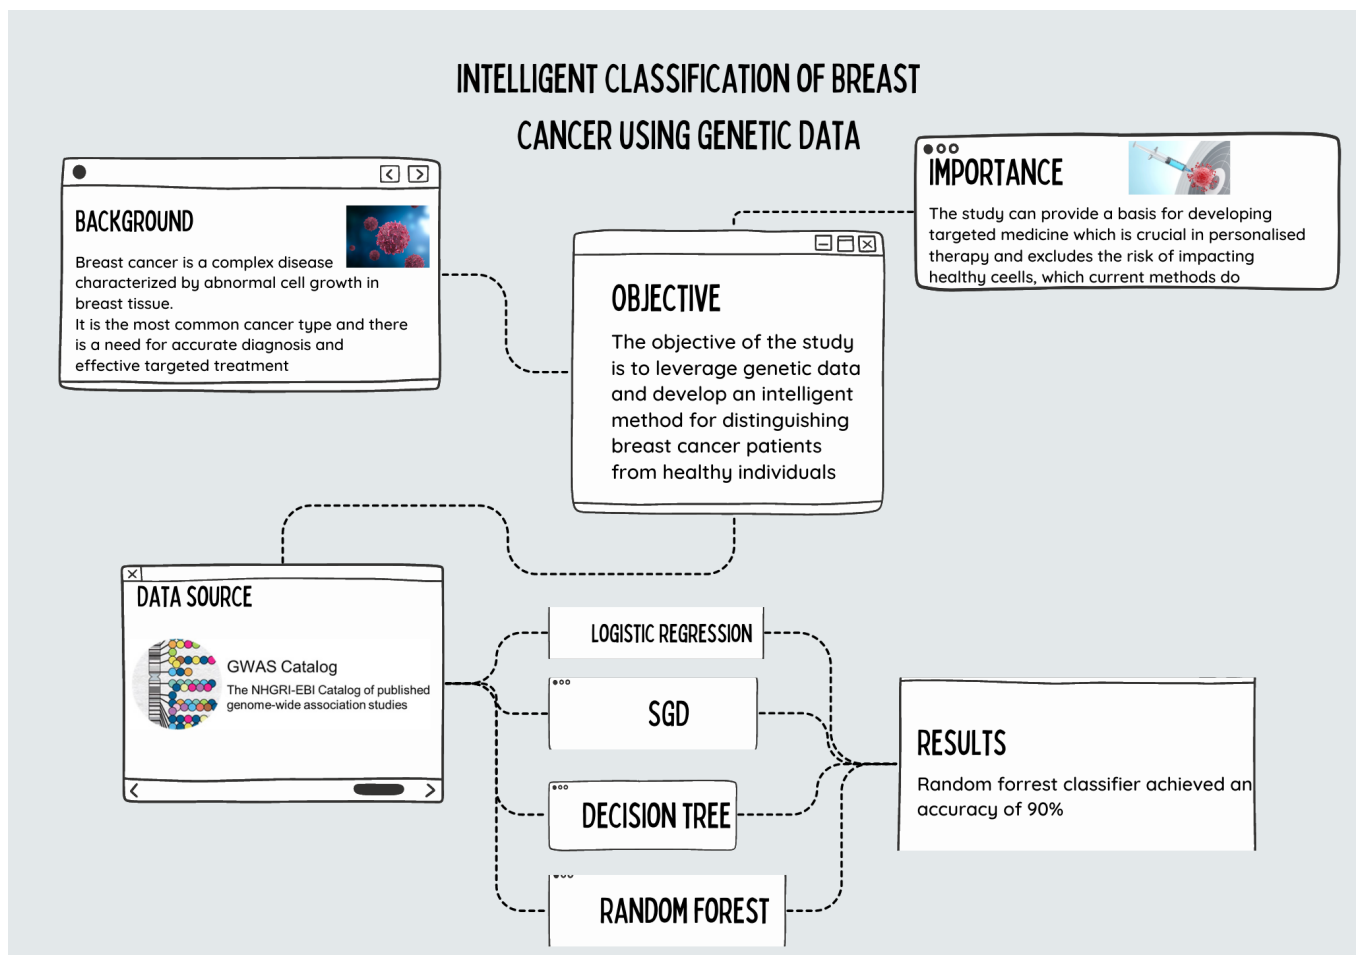 INTELLIGENT CLASSIFICATION OF BREAST
CANCER USING GENETIC DATA
BACKGROUND
Breast cancer is a complex disease
characterized by abnormal cell growth in
breast tissue.
It is the most common cancer type and there
is a need for accurate diagnosis and
effective targeted treatment
OBJECTIVE
The objective of the study
is to leverage genetic data
and develop an intelligent
method for distinguishing
breast cancer patients
from healthy individuals
IMPORTANCE
The study can provide a basis for developing
targeted medicine which is crucial in personalised
therapy and excludes the risk of impacting
healthy ceells, which current methods do
DATA SOURCE
GWAS Catalog
The NHGRI-EBI Catalog of published
genome-wide association studies
LOGISTIC REGRESSION
SGD
DECISION TREE
RANDOM FOREST
RESULTS
Random forrest classifier achieved an
accuracy of 90%